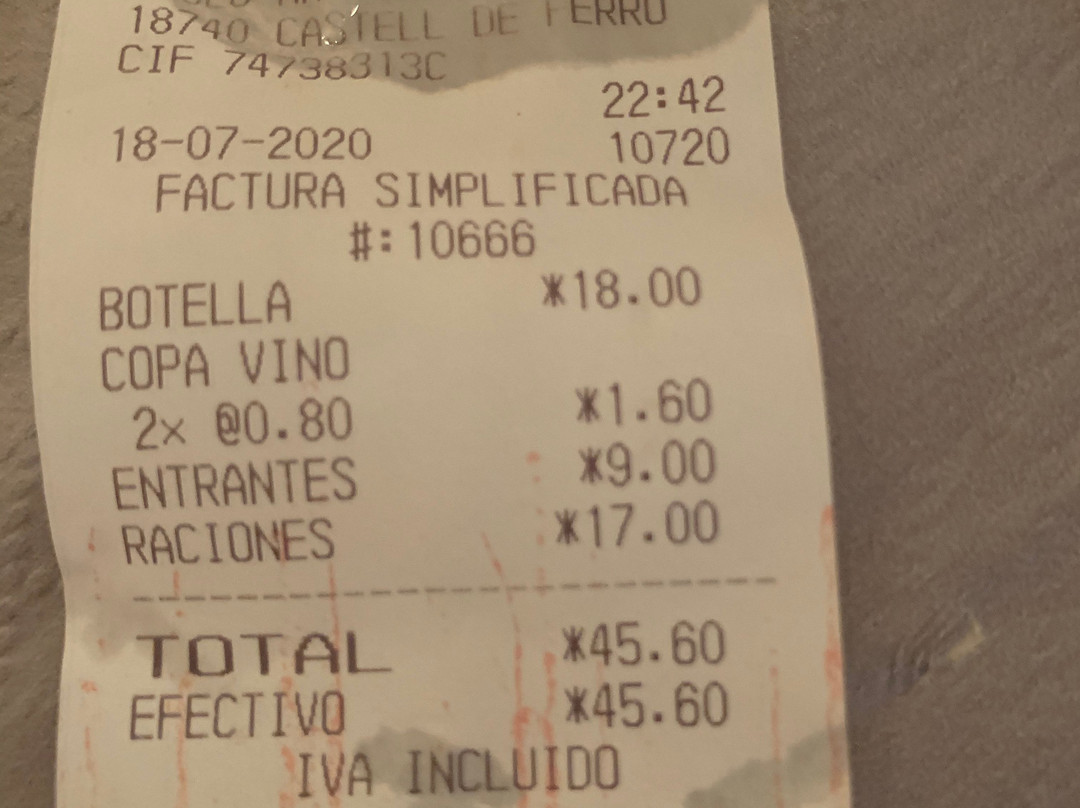 18740 CASTELL DE FERRO
CIF 74738313C
22:42
18-07-2020 10720
FACTURA SIMPLIFICADA
#:10666
BOTELLA *18.00
COPA VINO
2x @0.80 *1.60
ENTRANTES *9.00
RACIONES *17.00
TOTAL *45.60
EFECTIVO *45.60
IVA INCLUIDO